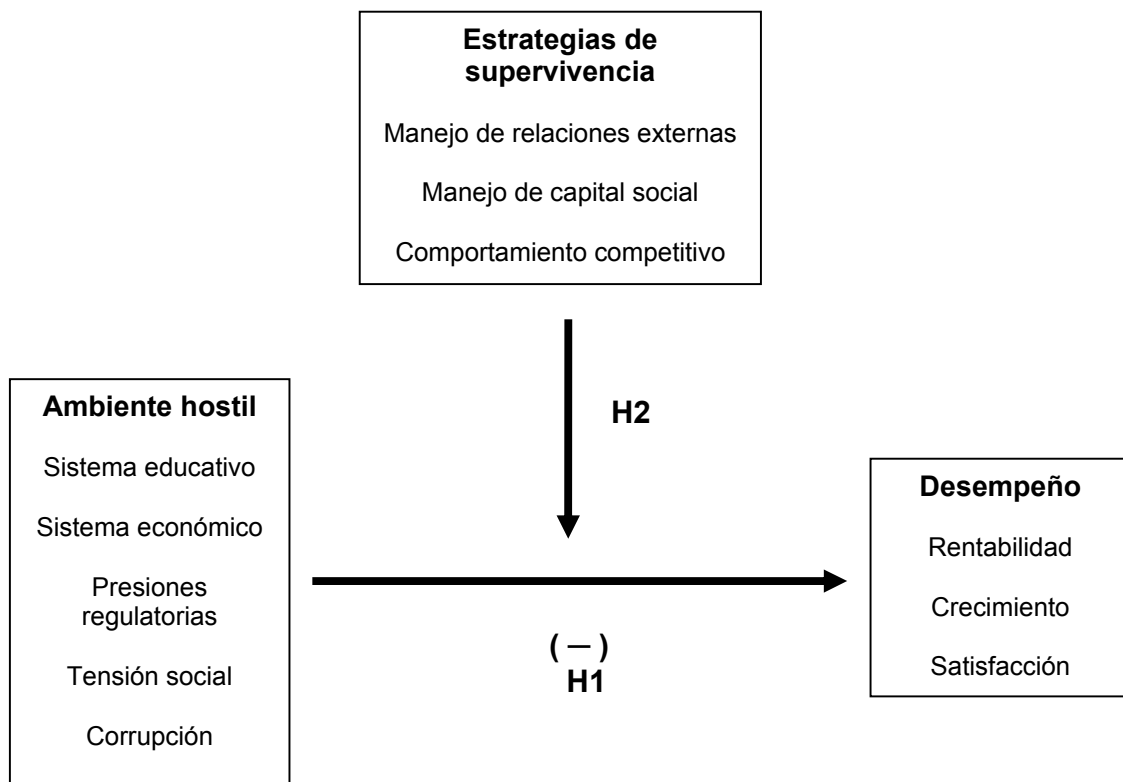 Estrategias de
supervivencia
Manejo de relaciones externas
Manejo de capital social
Comportamiento competitivo
H2
Ambiente hostil
Sistema educativo
Sistema económico
Presiones
regulatorias
Tensión social
Corrupción
( — )
H1
Desempeño
Rentabilidad
Crecimiento
Satisfacción